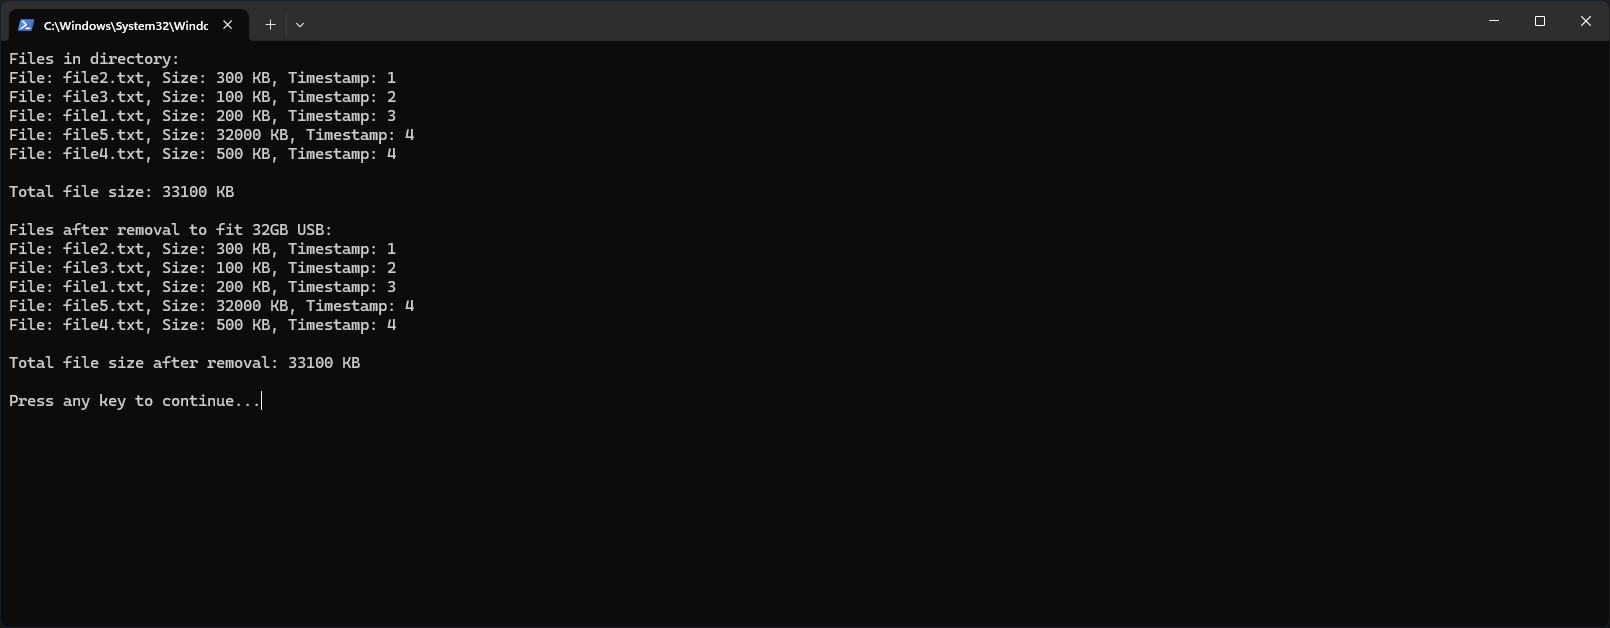 C:\Windows\System32\Windc
Files in directory:
File: file2.txt, Size: 300 KB, Timestamp: 1
File: file3.txt, Size: 100 KB, Timestamp: 2
File: file1.txt, Size: 200 KB, Timestamp: 3
File: file5.txt, Size: 32000 KB, Timestamp: 4
File: file4.txt, Size: 500 KB, Timestamp: 4
Total file size: 33100 KB
Files after removal to fit 32GB USB:
File: file2.txt, Size: 300 KB, Timestamp: 1
File: file3.txt, Size: 100 KB, Timestamp: 2
File: file1.txt, Size: 200 KB, Timestamp: 3
File: file5.txt, Size: 32000 KB, Timestamp: 4
File: file4.txt, Size: 500 KB, Timestamp: 4
Total file size after removal: 33100 KB
Press any key to continue...